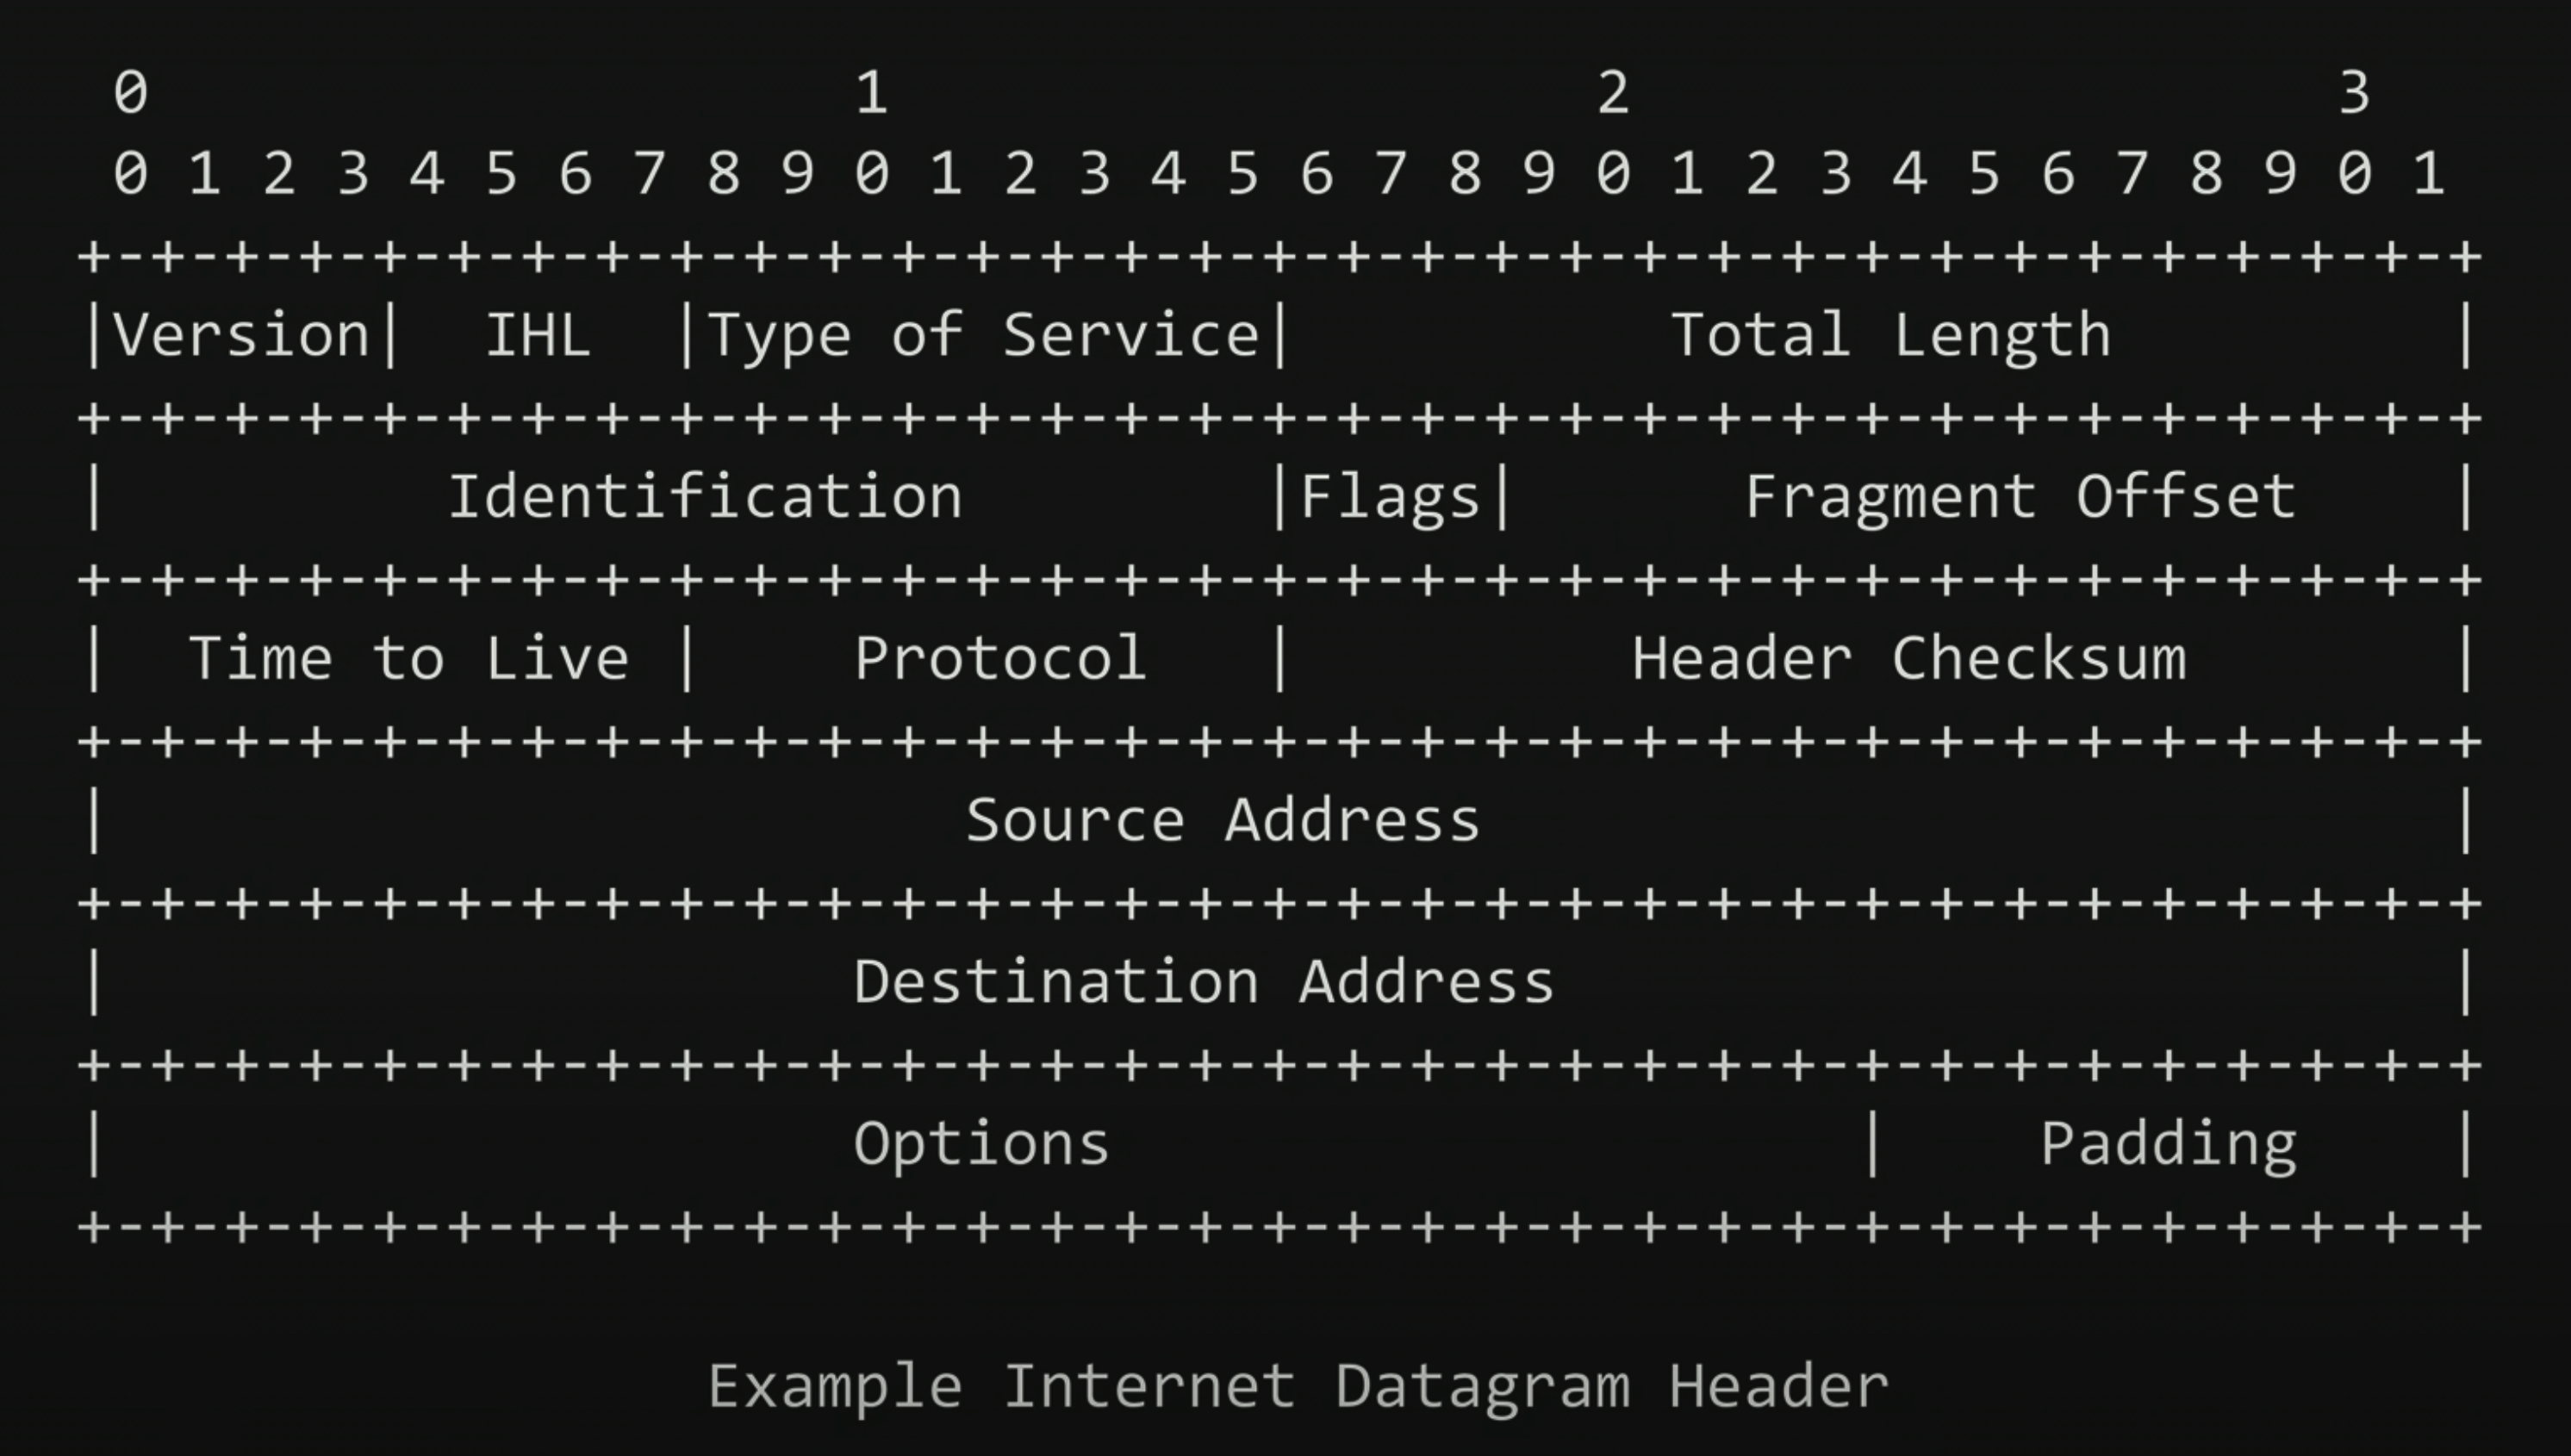 0                   1                   2                   3
 0 1 2 3 4 5 6 7 8 9 0 1 2 3 4 5 6 7 8 9 0 1 2 3 4 5 6 7 8 9 0 1
+-+-+-+-+-+-+-+-+-+-+-+-+-+-+-+-+-+-+-+-+-+-+-+-+-+-+-+-+-+-+-+-+
|Version|  IHL  |Type of Service|          Total Length         |
+-+-+-+-+-+-+-+-+-+-+-+-+-+-+-+-+-+-+-+-+-+-+-+-+-+-+-+-+-+-+-+-+
|         Identification        |Flags|      Fragment Offset    |
+-+-+-+-+-+-+-+-+-+-+-+-+-+-+-+-+-+-+-+-+-+-+-+-+-+-+-+-+-+-+-+-+
|  Time to Live |    Protocol   |         Header Checksum       |
+-+-+-+-+-+-+-+-+-+-+-+-+-+-+-+-+-+-+-+-+-+-+-+-+-+-+-+-+-+-+-+-+
|                       Source Address                          |
+-+-+-+-+-+-+-+-+-+-+-+-+-+-+-+-+-+-+-+-+-+-+-+-+-+-+-+-+-+-+-+-+
|                    Destination Address                        |
+-+-+-+-+-+-+-+-+-+-+-+-+-+-+-+-+-+-+-+-+-+-+-+-+-+-+-+-+-+-+-+-+
|                    Options                    |    Padding    |
+-+-+-+-+-+-+-+-+-+-+-+-+-+-+-+-+-+-+-+-+-+-+-+-+-+-+-+-+-+-+-+-+
                 Example Internet Datagram Header